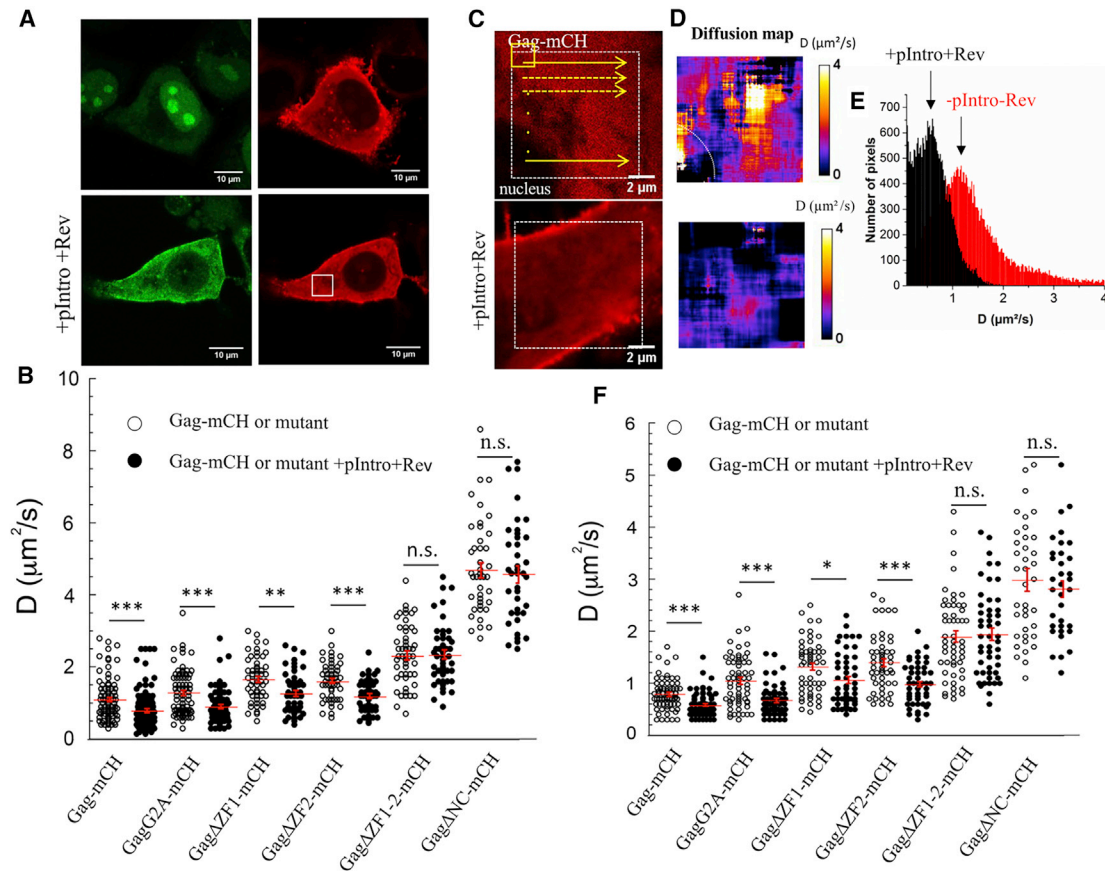 A
10 μm
10 μm
+pIntro +Rev
10 μm
10 μm
C
Gag-mCH
nucleus
2 μm
+pIntro+Rev
2 μm
D
Diffusion map
D (μm²/s)
4
0
D (μm²/s)
4
0
+pIntro+Rev
E
-pIntro-Rev
Number of pixels
700
600
500
400
300
200
100
0
1
2
3
4
D (μm²/s)
B
Gag-mCH or mutant
Gag-mCH or mutant +pIntro+Rev
D (μm²/s)
10
8
6
4
2
0
***
***
**
***
n.s.
n.s.
Gag-mCH
GagG2A-mCH
GagΔZF1-mCH
GagΔZF2-mCH
GagΔZF1-2-mCH
GagΔNC-mCH
F
Gag-mCH or mutant
Gag-mCH or mutant +pIntro+Rev
D (μm²/s)
6
5
4
3
2
1
0
***
***
*
***
n.s.
n.s.
Gag-mCH
GagG2A-mCH
GagΔZF1-mCH
GagΔZF2-mCH
GagΔZF1-2-mCH
GagΔNC-mCH